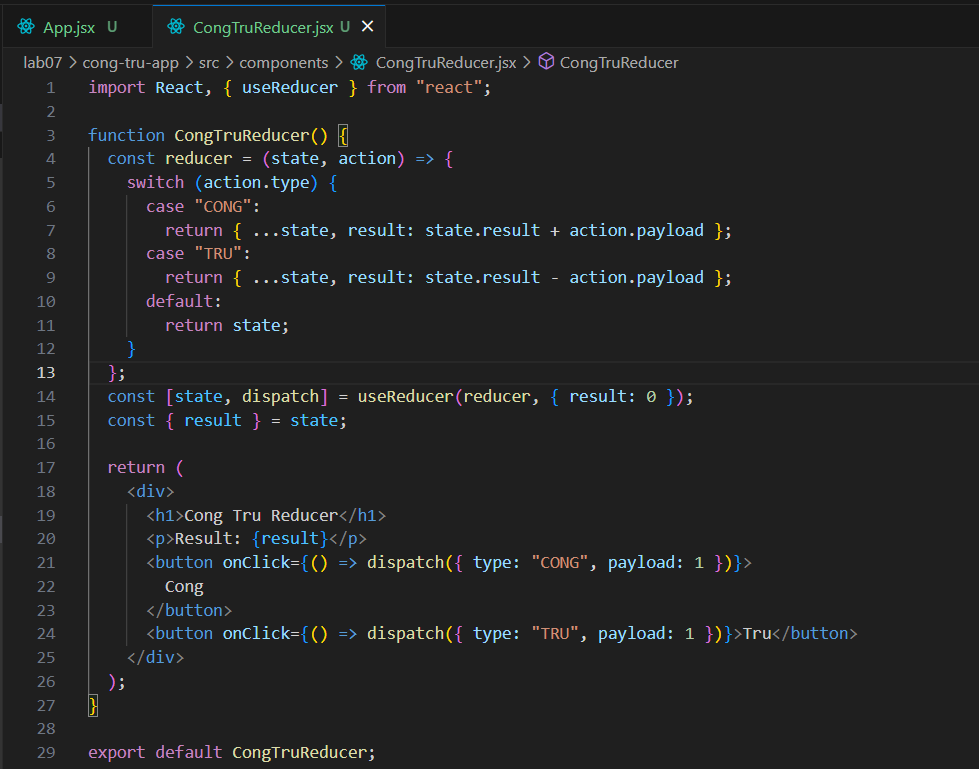 App.jsx U CongTruReducer.jsx U ×
lab07 > cong-tru-app > src > components > CongTruReducer.jsx > CongTruReducer
1 import React, { useReducer } from "react";
2
3 function CongTruReducer() {
4   const reducer = (state, action) => {
5     switch (action.type) {
6       case "CONG":
7         return { ...state, result: state.result + action.payload };
8       case "TRU":
9         return { ...state, result: state.result - action.payload };
10       default:
11         return state;
12     }
13   };
14   const [state, dispatch] = useReducer(reducer, { result: 0 });
15   const { result } = state;
16
17   return (
18     <div>
19       <h1>Cong Tru Reducer</h1>
20       <p>Result: {result}</p>
21       <button onClick={() => dispatch({ type: "CONG", payload: 1 })}>
22         Cong
23       </button>
24       <button onClick={() => dispatch({ type: "TRU", payload: 1 })}>Tru</button>
25     </div>
26   );
27 }
28
29 export default CongTruReducer;